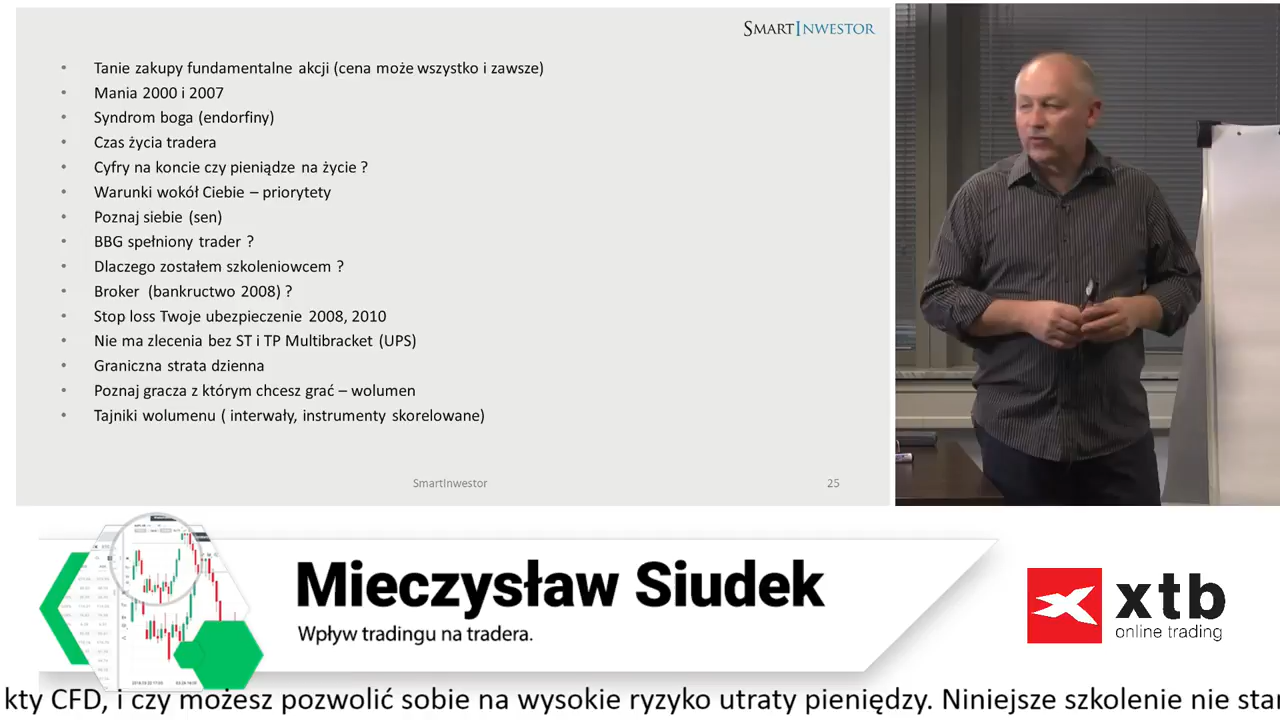 SMARTINWESTOR
• Tanie zakupy fundamentalne akcji (cena może wszystko i zawsze)
• Mania 2000 i 2007
• Syndrom boga (endorfiny)
• Czas życia tradera
• Cyfry na koncie czy pieniądze na życie ?
• Warunki wokół Ciebie – priorytety
• Poznaj siebie (sen)
• BBG spełniony trader ?
• Dlaczego zostałem szkoleniowcem ?
• Broker (bankructwo 2008) ?
• Stop loss Twoje ubezpieczenie 2008, 2010
• Nie ma zlecenia bez ST i TP Multibracket (UPS)
• Graniczna strata dzienna
• Poznaj gracza z którym chcesz grać – wolumen
• Tajniki wolumenu ( interwały, instrumenty skorelowane)
SmartInwestor
25
Mieczysław Siudek
Wpływ tradingu na tradera.
xtb
online trading
kty CFD, i czy możesz pozwolić sobie na wysokie ryzyko utraty pieniędzy. Niniejsze szkolenie nie star